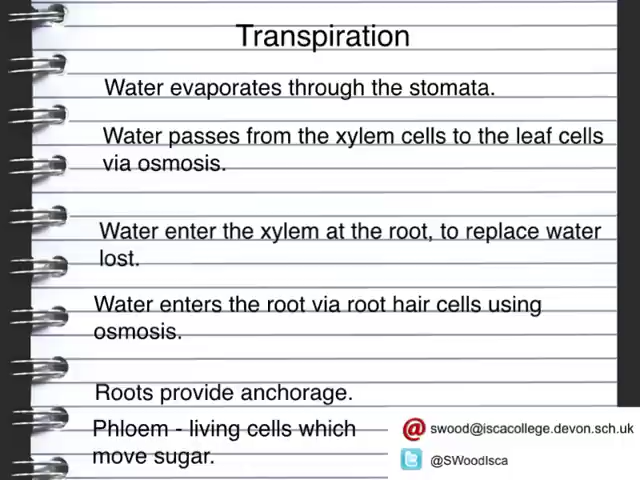 Transpiration
Water evaporates through the stomata.
Water passes from the xylem cells to the leaf cells
via osmosis.
Water enter the xylem at the root, to replace water
lost.
Water enters the root via root hair cells using
osmosis.
Roots provide anchorage.
Phloem - living cells which
move sugar.
swood@iscacollege.devon.sch.uk
@SWoodIsca